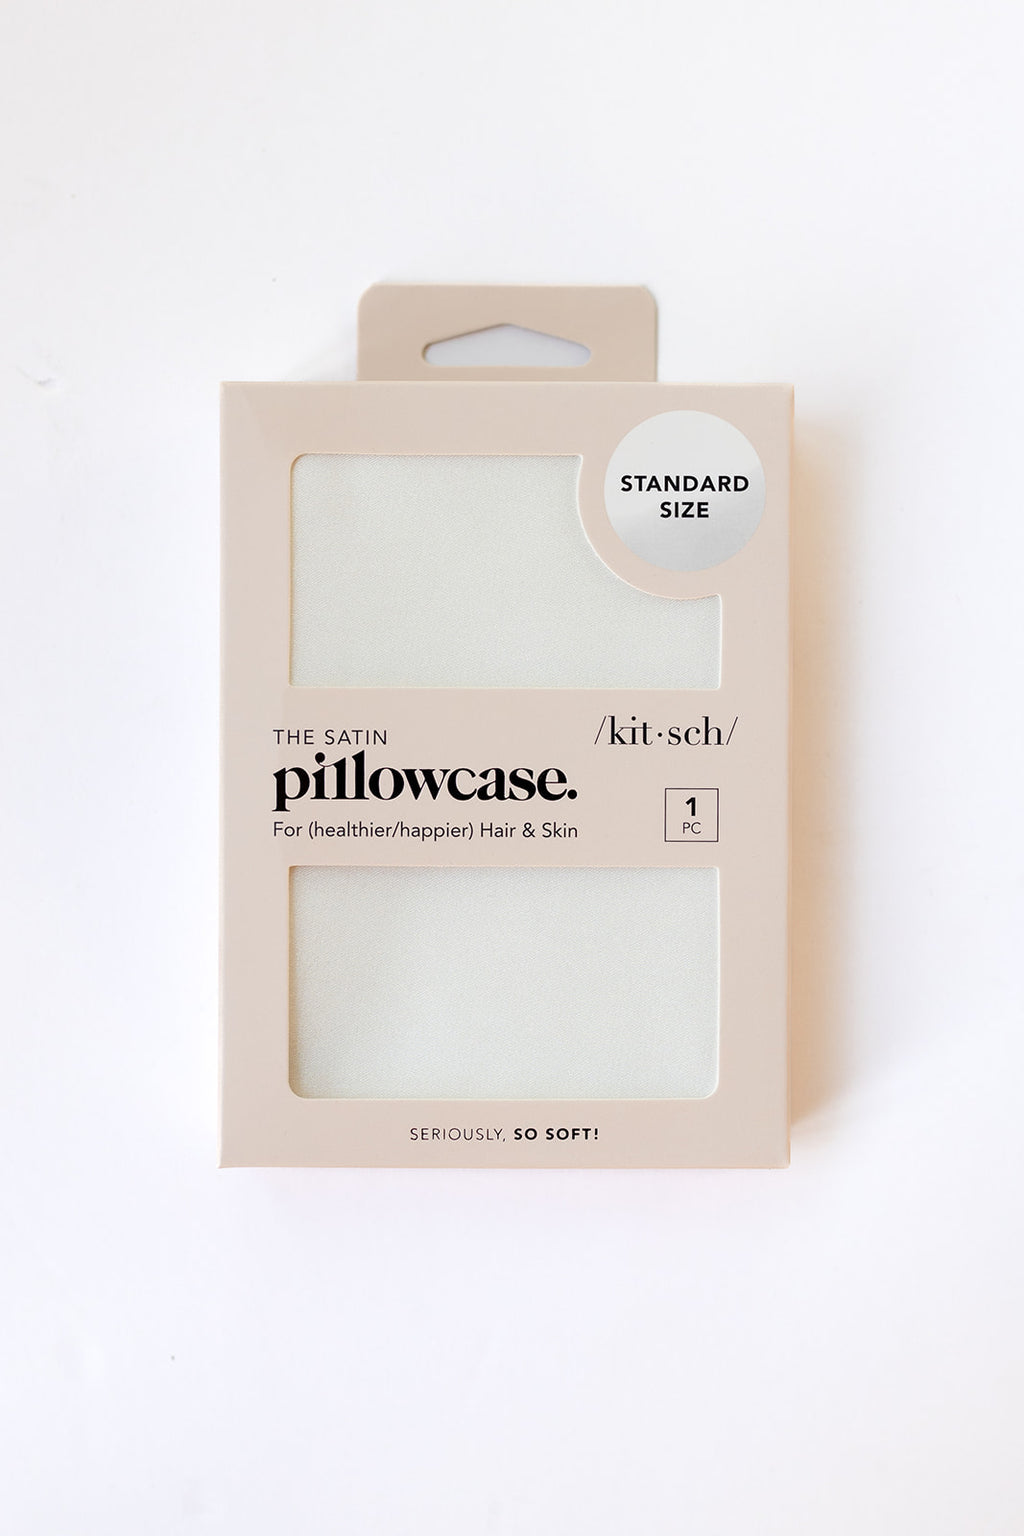 STANDARD
SIZE
THE SATIN
/kit·sch/
pillowcase.
For (healthier/happier) Hair & Skin
1
PC
SERIOUSLY, SO SOFT!